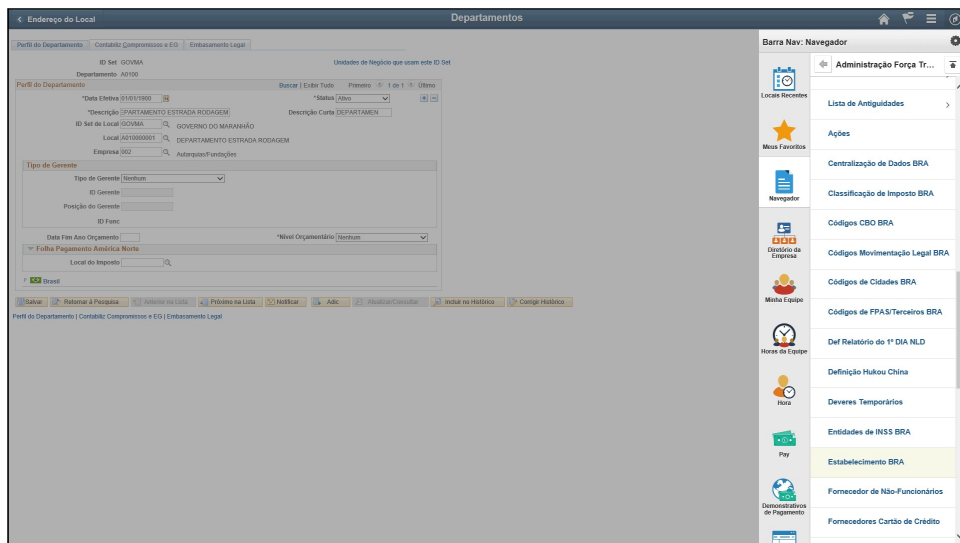 Endereço do Local
Departamentos
Perfil do Departamento
Contabiliz Compromissos e EG
Embasamento Legal
ID Set GOVMA
Unidades de Negócio que usam este ID Set
Departamento A0100
Perfil do Departamento
Buscar | Exibir Tudo Primeiro 1 de 1 Último
*Data Efetiva 01/01/1900
*Status Ativo
*Descrição EPARTAMENTO ESTRADA RODAGEM
Descrição Curta DEPARTAMEN
ID Set do Local GOVMA GOVERNO DO MARANHÃO
Local A010000001 DEPARTAMENTO ESTRADA RODAGEM
Empresa 002 Autarquias/Fundações
Tipo de Gerente
Tipo de Gerente Nenhum
ID Gerente
Posição do Gerente
ID Func
Data Fim Ano Orçamento
*Nível Orçamentário Nenhum
Folha Pagamento América Norte
Local do Imposto
Brasil
Salvar
Retornar à Pesquisa
Anterior na Lista
Próximo na Lista
Notificar
Adic
Atualizar/Consultar
Incluir no Histórico
Corrigir Histórico
Perfil do Departamento | Contabiliz Compromissos e EG | Embasamento Legal
Barra Nav: Navegador
Locais Recentes
Meus Favoritos
Navegador
Diretório da
Empresa
Minha Equipe
Horas da Equipe
Hora
Pay
Demonstrativos
de Pagamento
Administração Força Tr...
Lista de Antiguidades
Ações
Centralização de Dados BRA
Classificação de Imposto BRA
Códigos CBO BRA
Códigos Movimentação Legal BRA
Códigos de Cidades BRA
Códigos de FPAS/Terceiros BRA
Def Relatório do 1º DIA NLD
Definição Hukou China
Deveres Temporários
Entidades de INSS BRA
Estabelecimento BRA
Fornecedor de Não-Funcionários
Fornecedores Cartão de Crédito